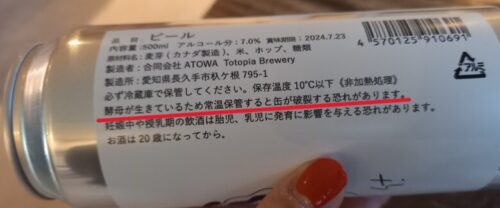 品目：ビール
内容量：500ml　アルコール分：7.0%　賞味期限：2024.7.23
原材料名：麦芽（カナダ製造）、米、ホップ、糖類
製造者：合同会社 ATOWA　Totopia Brewery
製造所：愛知県長久手市杁ヶ根 795-1
必ず冷蔵庫で保管してください。保存温度 10℃以下《非加熱処理》
酵母が生きているため常温保管すると缶が破裂する恐れがあります。
妊娠中や授乳期の飲酒は胎児、乳児に発育に影響を与える恐れがあります。
お酒は 20歳になってから。
4 570125 910691
アルミ